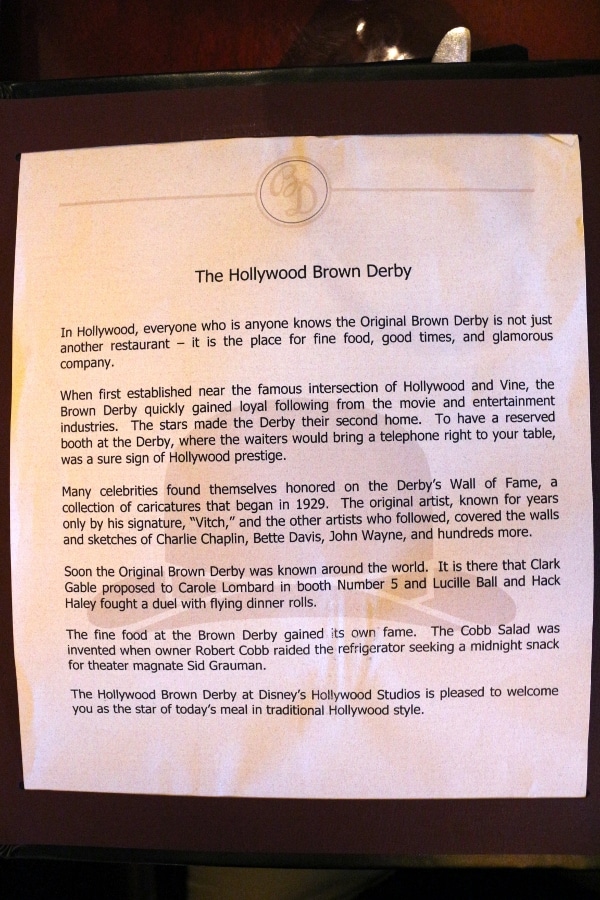 BD
The Hollywood Brown Derby
In Hollywood, everyone who is anyone knows the Original Brown Derby is not just
another restaurant – it is the place for fine food, good times, and glamorous
company.
When first established near the famous intersection of Hollywood and Vine, the
Brown Derby quickly gained loyal following from the movie and entertainment
industries. The stars made the Derby their second home. To have a reserved
booth at the Derby, where the waiters would bring a telephone right to your table,
was a sure sign of Hollywood prestige.
Many celebrities found themselves honored on the Derby's Wall of Fame, a
collection of caricatures that began in 1929. The original artist, known for years
only by his signature, "Vitch," and the other artists who followed, covered the walls
and sketches of Charlie Chaplin, Bette Davis, John Wayne, and hundreds more.
Soon the Original Brown Derby was known around the world. It is there that Clark
Gable proposed to Carole Lombard in booth Number 5 and Lucille Ball and Hack
Haley fought a duel with flying dinner rolls.
The fine food at the Brown Derby gained its own fame. The Cobb Salad was
invented when owner Robert Cobb raided the refrigerator seeking a midnight snack
for theater magnate Sid Grauman.
The Hollywood Brown Derby at Disney's Hollywood Studios is pleased to welcome
you as the star of today's meal in traditional Hollywood style.